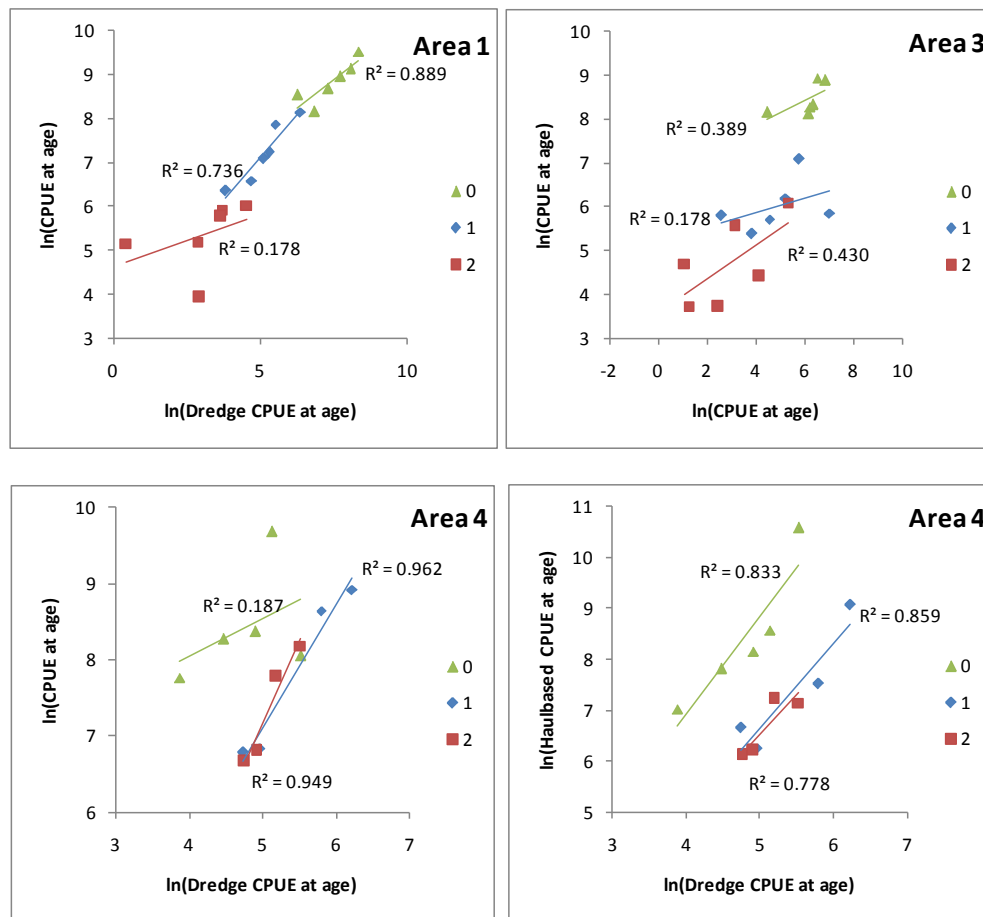 Area 1
10
9
8
7
6
5
4
3
ln(CPUE at age)
R² = 0.889
R² = 0.736
R² = 0.178
0
1
2
0
5
10
ln(Dredge CPUE at age)
Area 3
10
9
8
7
6
5
4
3
ln(CPUE at age)
R² = 0.389
R² = 0.178
R² = 0.430
0
1
2
-2
0
2
4
6
8
10
ln(CPUE at age)
Area 4
10
9
8
7
6
ln(CPUE at age)
R² = 0.962
R² = 0.187
R² = 0.949
0
1
2
3
4
5
6
7
ln(Dredge CPUE at age)
Area 4
11
10
9
8
7
6
5
ln(Haulbased CPUE at age)
R² = 0.833
R² = 0.859
R² = 0.778
0
1
2
3
4
5
6
7
ln(Dredge CPUE at age)